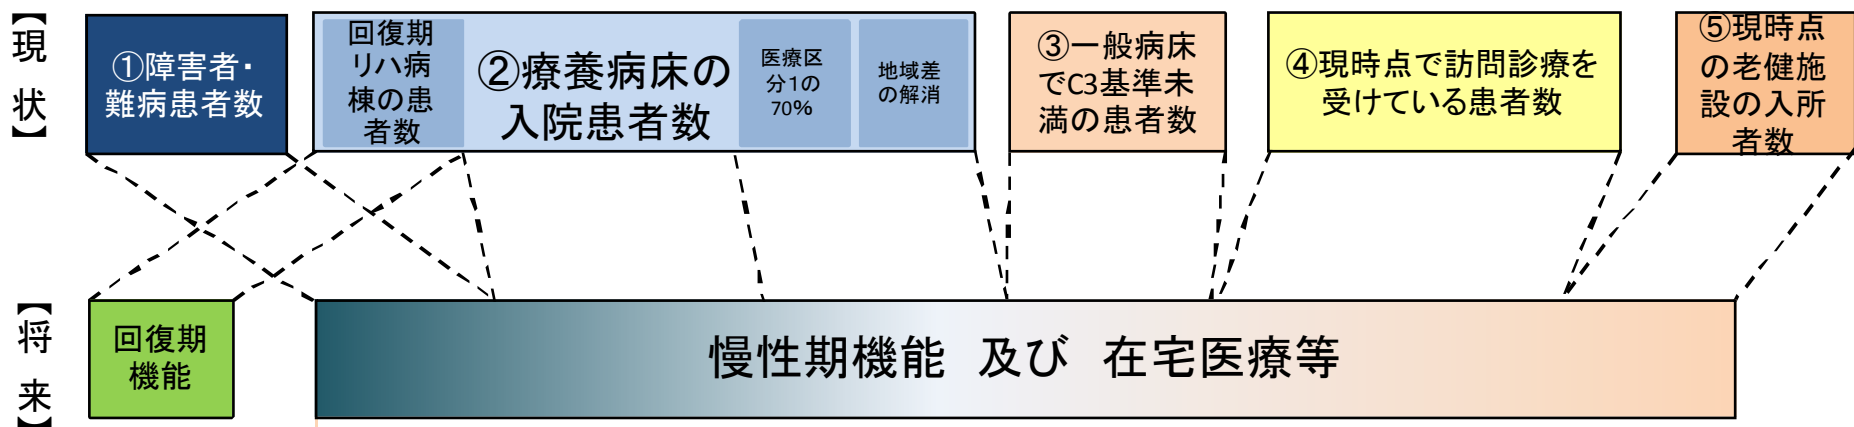 【現状】
①障害者・
難病患者数
回復期
リハ病
棟の患
者数
②療養病床の
入院患者数
医療区
分1の
70%
地域差
の解消
③一般病床
でC3基準未
満の患者数
④現時点で訪問診療を
受けている患者数
⑤現時点
の老健施
設の入所
者数
【将来】
回復期
機能
慢性期機能 及び 在宅医療等